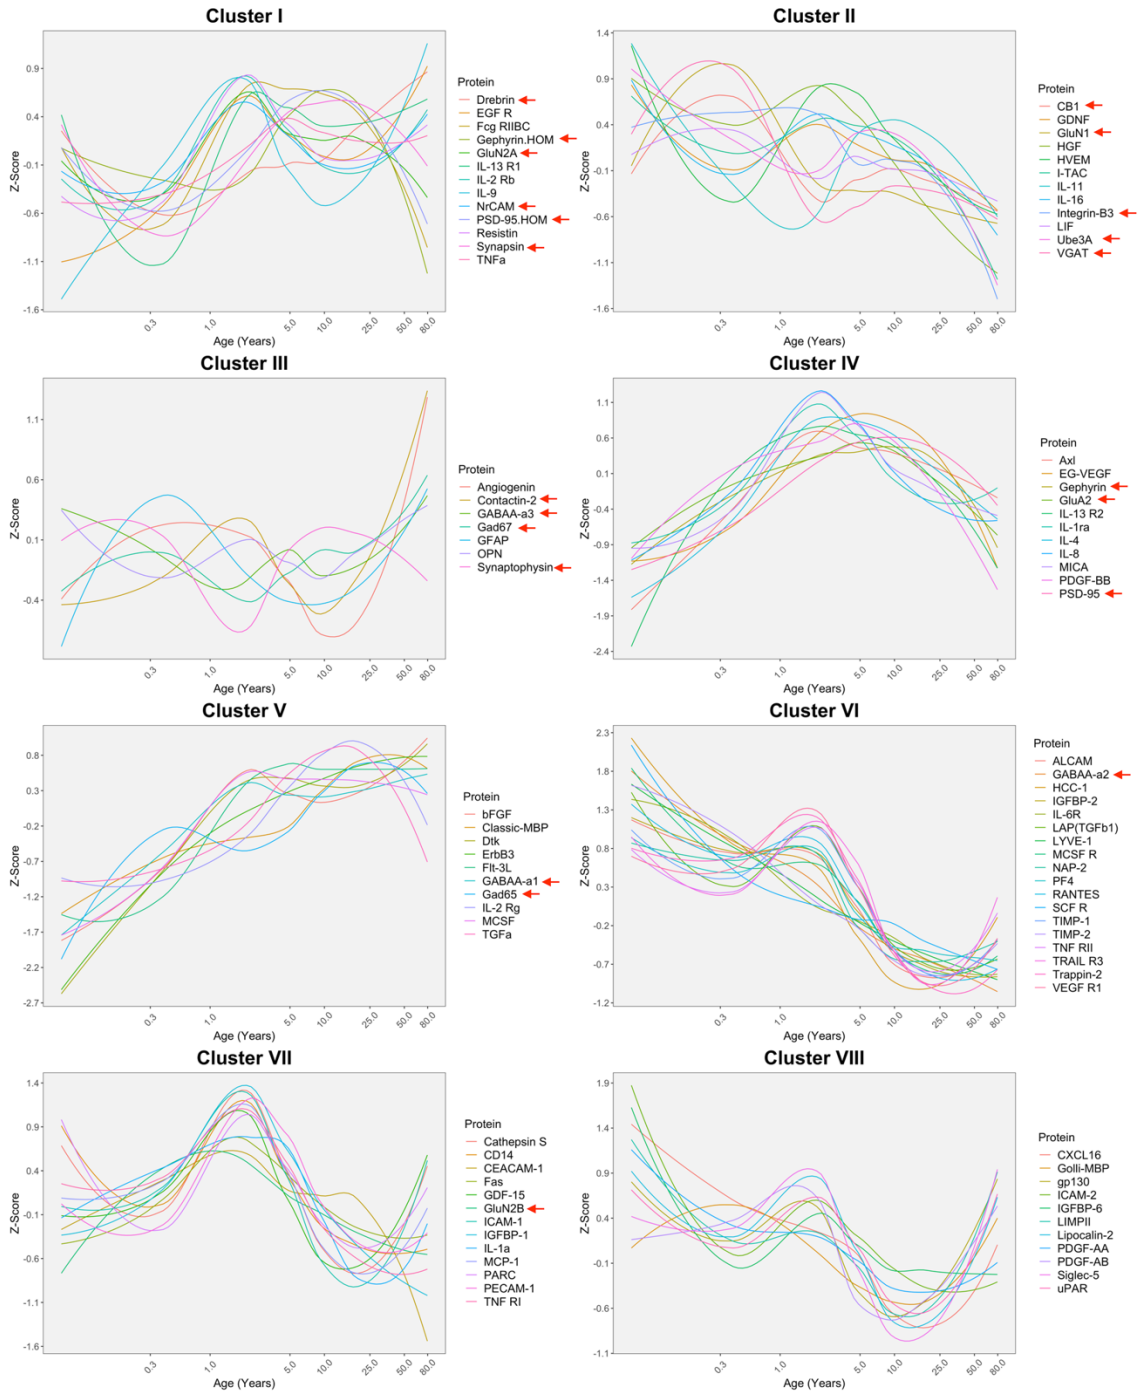 Cluster I
Z-Score
0.9
0.4
-0.1
-0.6
-1.1
-1.6
0.3
1.0
5.0
10.0
25.0
50.0
80.0
Age (Years)
Protein
Drebrin
EGF R
Fcg RIIBC
Gephyrin.HOM
GluN2A
IL-13 R1
IL-2 Rb
IL-9
NrCAM
PSD-95.HOM
Resistin
Synapsin
TNFa
Cluster II
Z-Score
1.4
0.9
0.4
-0.1
-0.6
-1.1
-1.6
0.3
1.0
5.0
10.0
25.0
50.0
80.0
Age (Years)
Protein
CB1
GDNF
GluN1
HGF
HVEM
I-TAC
IL-11
IL-16
Integrin-B3
LIF
Ube3A
VGAT
Cluster III
Z-Score
1.1
0.6
0.1
-0.4
0.3
1.0
5.0
10.0
25.0
50.0
80.0
Age (Years)
Protein
Angiogenin
Contactin-2
GABAA-a3
Gad67
GFAP
OPN
Synaptophysin
Cluster IV
Z-Score
1.1
0.6
0.1
-0.4
-0.9
-1.4
-1.9
-2.4
0.3
1.0
5.0
10.0
25.0
50.0
80.0
Age (Years)
Protein
Axl
EG-VEGF
Gephyrin
GluA2
IL-13 R2
IL-1ra
IL-4
IL-8
MICA
PDGF-BB
PSD-95
Cluster V
Z-Score
0.8
0.3
-0.2
-0.7
-1.2
-1.7
-2.2
-2.7
0.3
1.0
5.0
10.0
25.0
50.0
80.0
Age (Years)
Protein
bFGF
Classic-MBP
Dtk
ErbB3
Flt-3L
GABAA-a1
Gad65
IL-2 Rg
MCSF
TGFa
Cluster VI
Z-Score
2.3
1.8
1.3
0.8
0.3
-0.2
-0.7
-1.2
0.3
1.0
5.0
10.0
25.0
50.0
80.0
Age (Years)
Protein
ALCAM
GABAA-a2
HCC-1
IGFBP-2
IL-6R
LAP(TGFb1)
LYVE-1
MCSF R
NAP-2
PF4
RANTES
SCF R
TIMP-1
TIMP-2
TNF RII
TRAIL R3
Trappin-2
VEGF R1
Cluster VII
Z-Score
1.4
0.9
0.4
-0.1
-0.6
-1.1
-1.6
0.3
1.0
5.0
10.0
25.0
50.0
80.0
Age (Years)
Protein
Cathepsin S
CD14
CEACAM-1
Fas
GDF-15
GluN2B
ICAM-1
IGFBP-1
IL-1a
MCP-1
PARC
PECAM-1
TNF RI
Cluster VIII
Z-Score
1.9
1.4
0.9
0.4
-0.1
-0.6
-1.1
0.3
1.0
5.0
10.0
25.0
50.0
80.0
Age (Years)
Protein
CXCL16
Golli-MBP
gp130
ICAM-2
IGFBP-6
LIMPII
Lipocalin-2
PDGF-AA
PDGF-AB
Siglec-5
uPAR